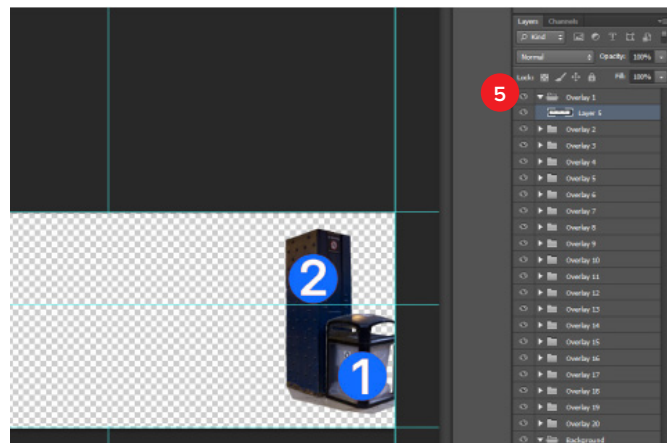 Layers Channels
Kind
Normal Opacity: 100%
Lock: Fill: 100%
5
Overlay 1
Layer 5
Overlay 2
Overlay 3
Overlay 4
Overlay 5
Overlay 6
Overlay 7
Overlay 8
Overlay 9
Overlay 10
Overlay 11
Overlay 12
Overlay 13
Overlay 14
Overlay 15
Overlay 16
Overlay 17
Overlay 18
Overlay 19
Overlay 20
Background
2
1